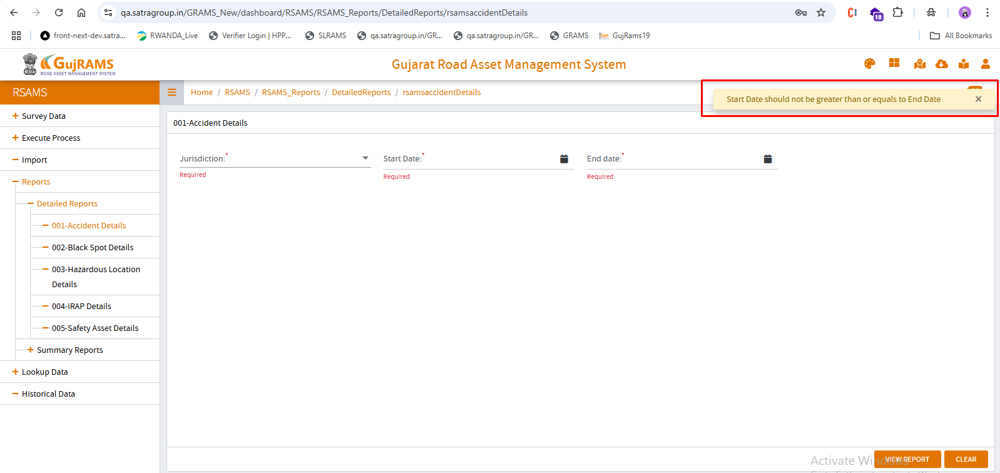 qa.satragroup.in/GRAMS_New/dashboard/RSAMS/RSAMS_Reports/DetailedReports/rsamsaccidentDetails
18
front-next-dev.satra...
RWANDA_Live
Verifier Login | HPP...
SLRAMS
qa.satragroup.in/GR...
qa.satragroup.in/GR...
GRAMS
GujRams19
All Bookmarks
GujRAMS
ROAD ASSET MANAGEMENT SYSTEM
Gujarat Road Asset Management System
RSAMS
Home / RSAMS / RSAMS_Reports / DetailedReports / rsamsaccidentDetails
Start Date should not be greater than or equals to End Date ×
Survey Data
Execute Process
Import
Reports
Detailed Reports
001-Accident Details
002-Black Spot Details
003-Hazardous Location
Details
004-iRAP Details
005-Safety Asset Details
Summary Reports
Lookup Data
Historical Data
001-Accident Details
Jurisdiction:* Start Date:* End date:*
Required Required Required
Activate Windows
VIEW REPORT CLEAR